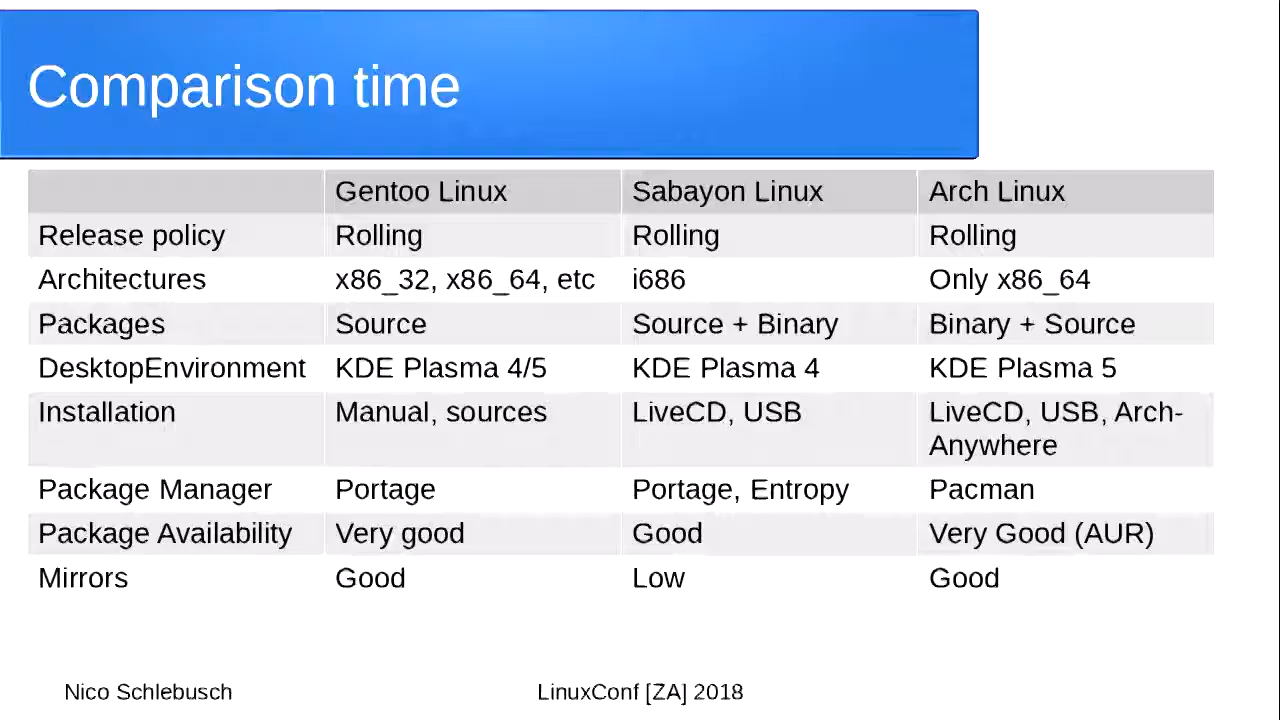 Comparison time
Gentoo Linux Sabayon Linux Arch Linux
Release policy Rolling Rolling Rolling
Architectures x86_32, x86_64, etc i686 Only x86_64
Packages Source Source + Binary Binary + Source
DesktopEnvironment KDE Plasma 4/5 KDE Plasma 4 KDE Plasma 5
Installation Manual, sources LiveCD, USB LiveCD, USB, Arch-
Anywhere
Package Manager Portage Portage, Entropy Pacman
Package Availability Very good Good Very Good (AUR)
Mirrors Good Low Good
Nico Schlebusch LinuxConf [ZA] 2018